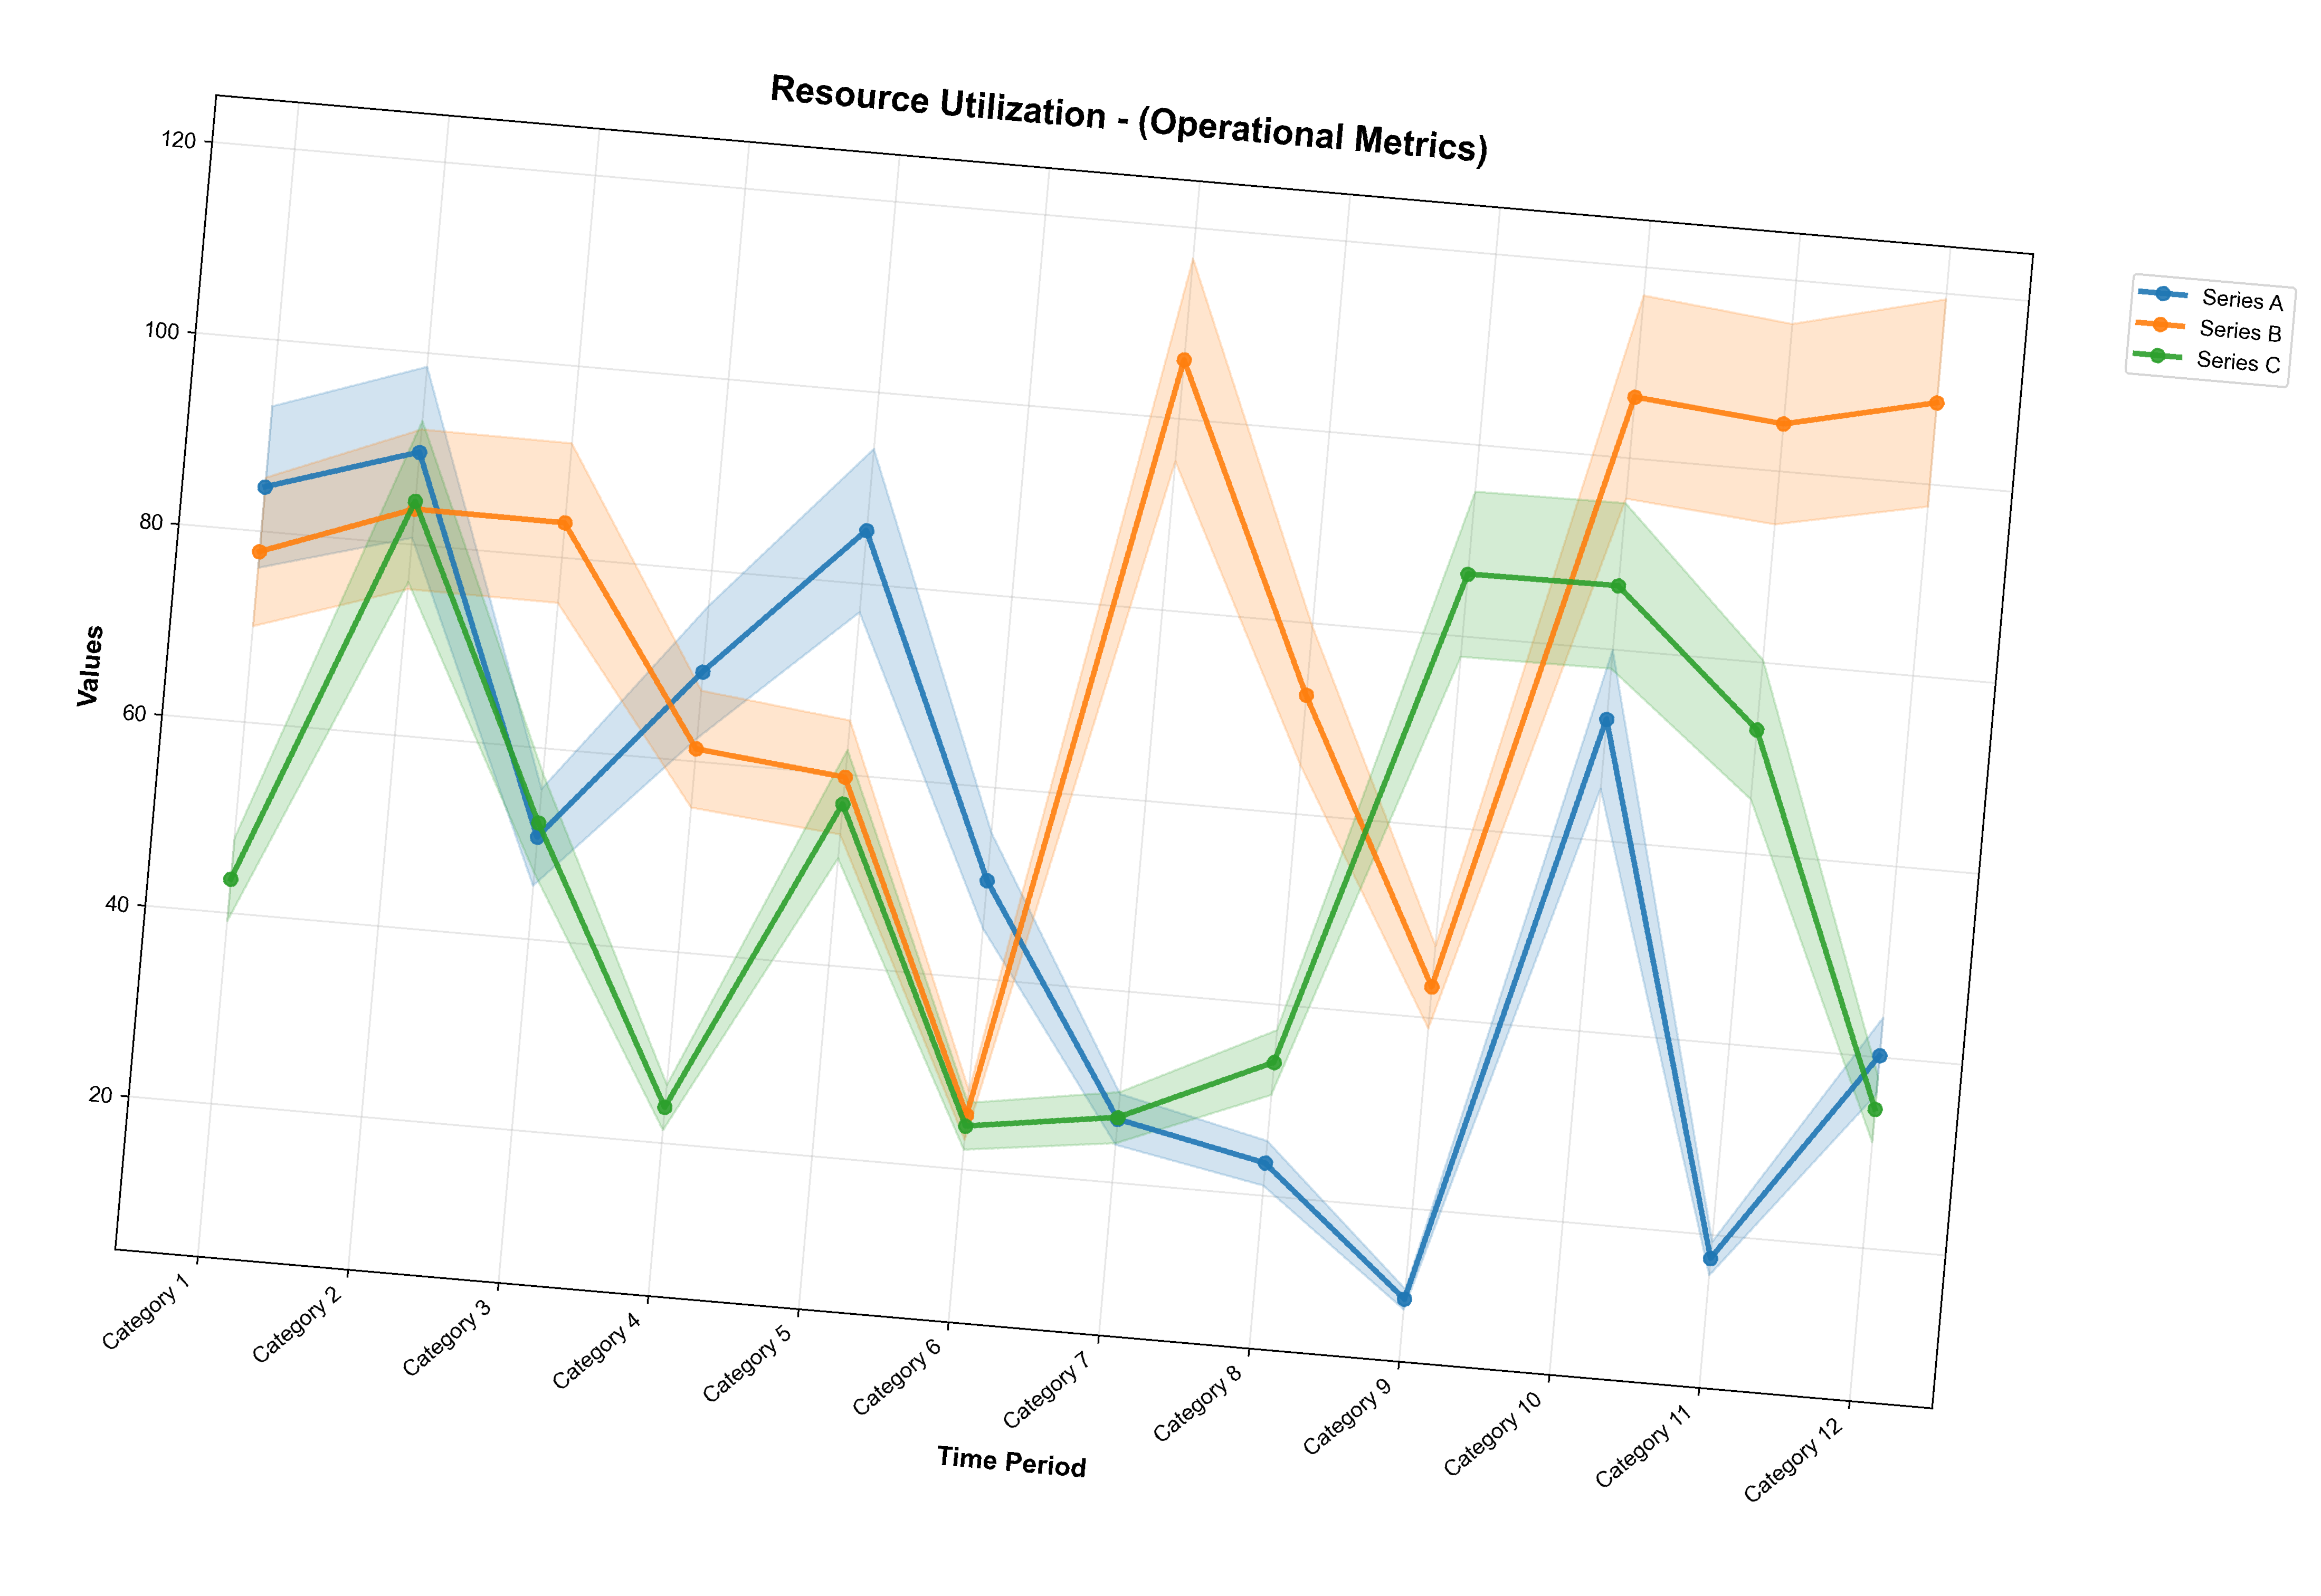 Resource Utilization - (Operational Metrics)
120
100
80
60
40
20
Values
Category 1
Category 2
Category 3
Category 4
Category 5
Category 6
Category 7
Category 8
Category 9
Category 10
Category 11
Category 12
Time Period
Series A
Series B
Series C